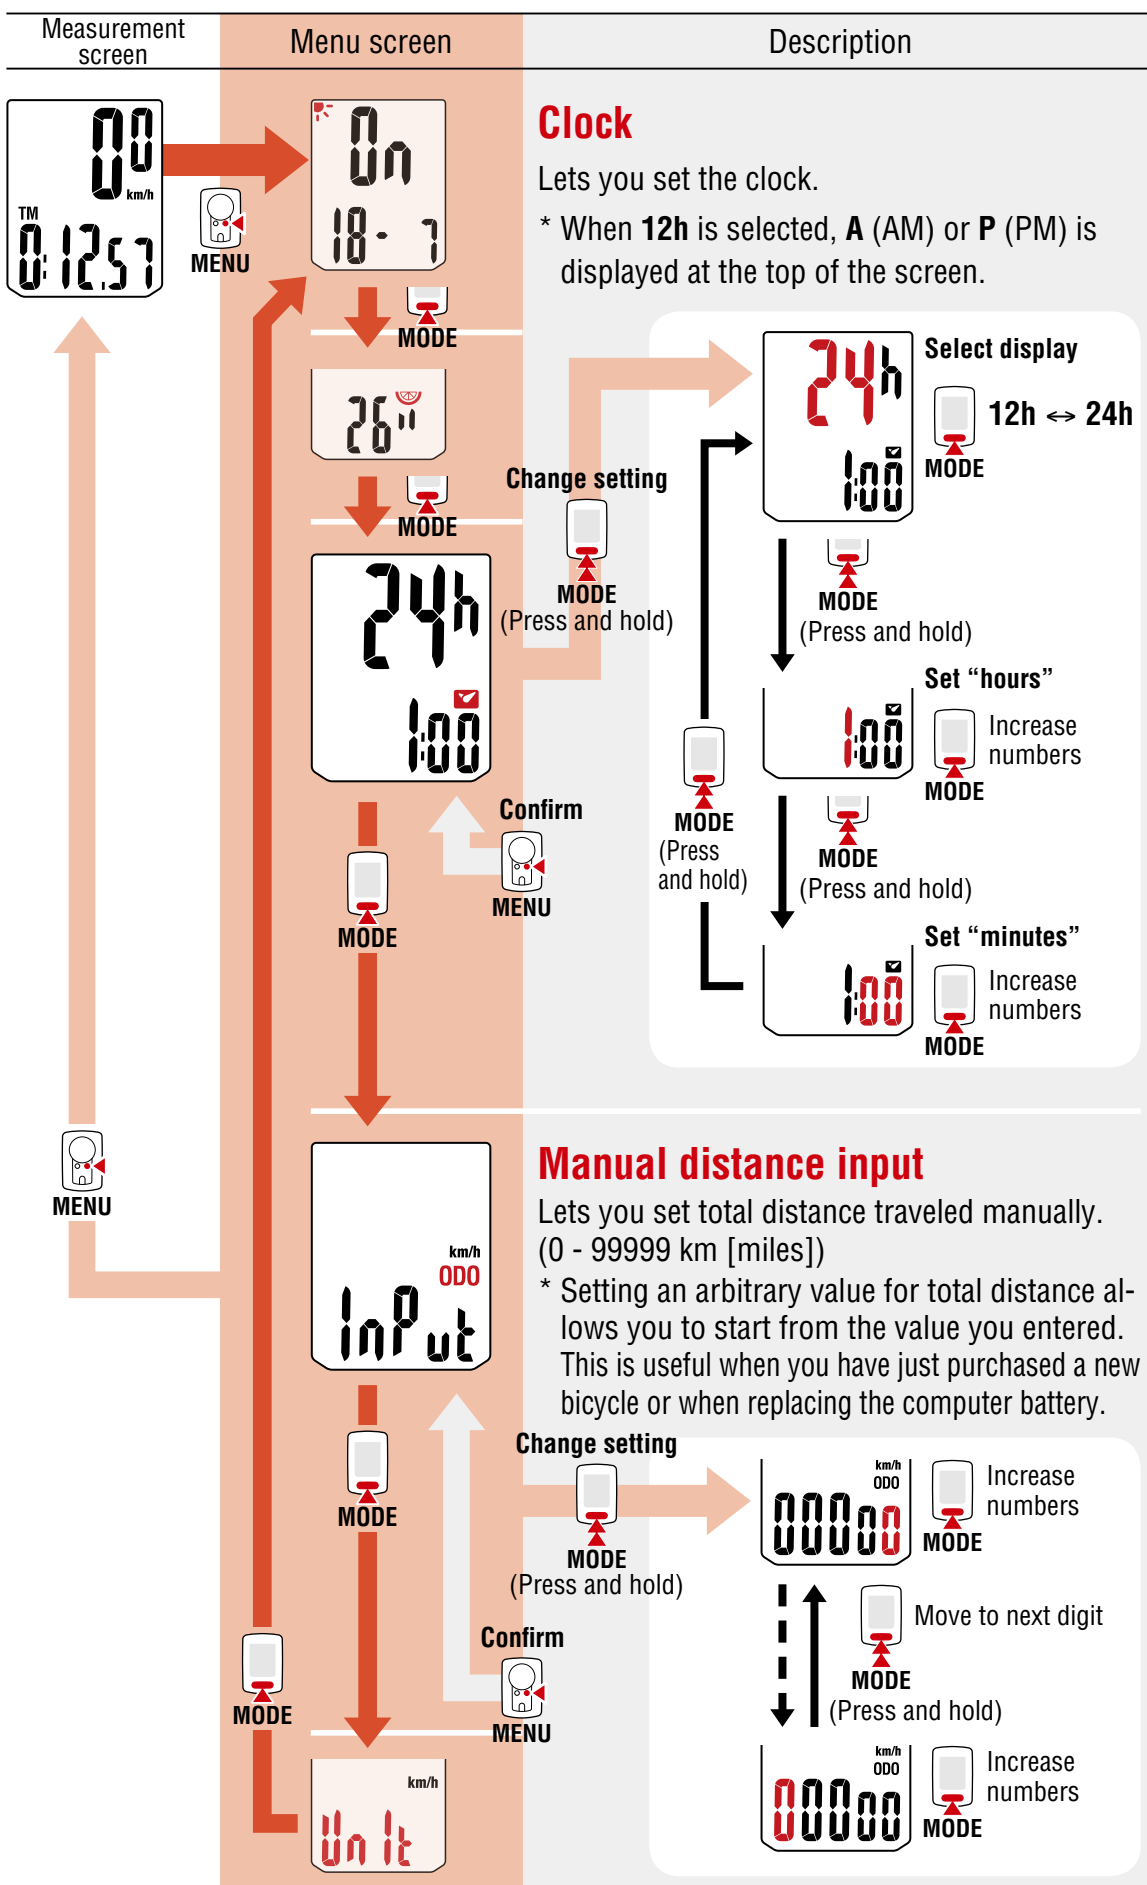 Measurement
screen
Menu screen
Description
00
km/h
TM
0:12.57
MENU
On
18- 7
MODE
26"
MODE
24h
1:00
MODE
Confirm
MENU
Change setting
MODE
(Press and hold)
Clock
Lets you set the clock.
* When 12h is selected, A (AM) or P (PM) is
displayed at the top of the screen.
24h
1:00
Select display
12h ↔ 24h
MODE
MODE
(Press and hold)
Set “hours”
1:00
Increase
numbers
MODE
MODE
(Press and hold)
MODE
(Press
and hold)
Set “minutes”
1:00
Increase
numbers
MODE
MENU
km/h
ODO
InPut
MODE
Manual distance input
Lets you set total distance traveled manually.
(0 - 99999 km [miles])
* Setting an arbitrary value for total distance al-
lows you to start from the value you entered.
This is useful when you have just purchased a new
bicycle or when replacing the computer battery.
Change setting
MODE
(Press and hold)
km/h
ODO
00000
Increase
numbers
MODE
Move to next digit
MODE
(Press and hold)
Confirm
MENU
MODE
km/h
UnIt
km/h
ODO
00000
Increase
numbers
MODE